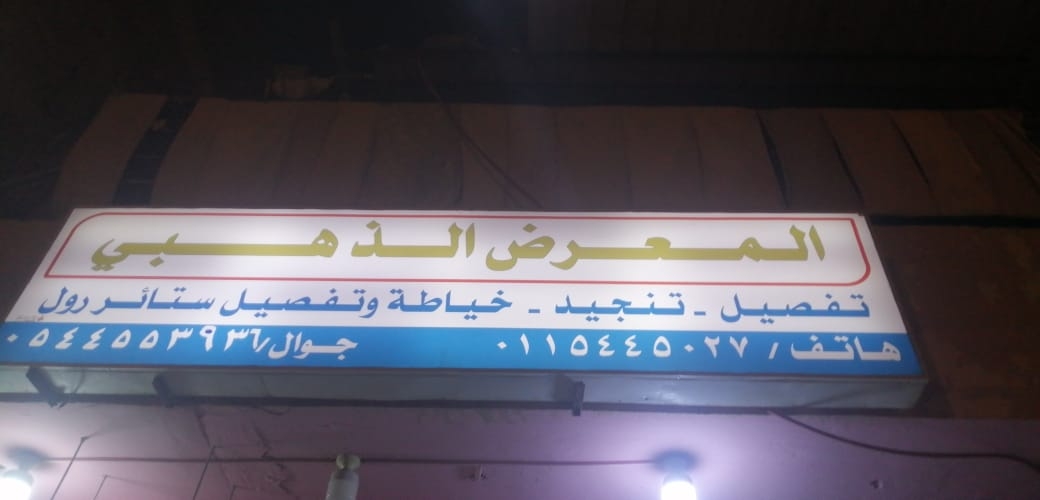 المعرض الذهبي
تفصيل - تنجيد - خياطة وتفصيل ستائر رول
هاتف / ٠١١٥٤٤٥٠٢٧ جوال/ ٠٥٤٤٥٥٣٩٣٦